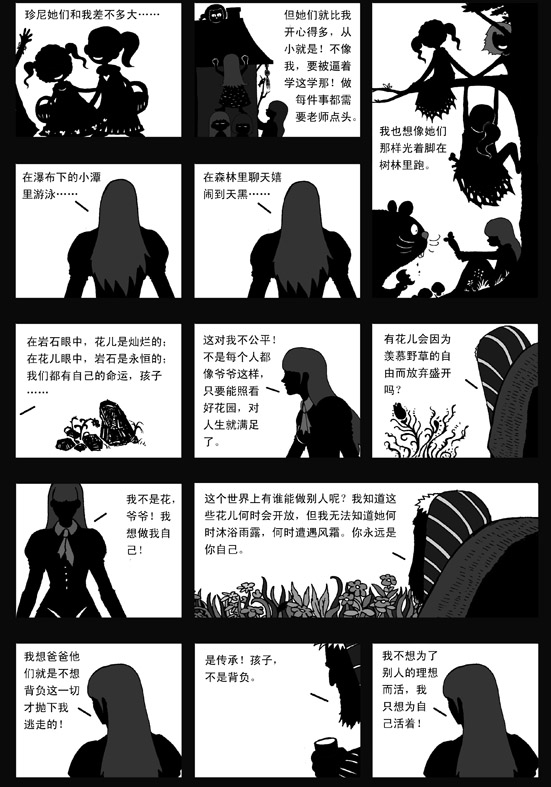 珍尼她们和我差不多大……
但她们就比我
开心得多，从
小就是！不像
我，要被逼着
学这学那！做
每件事都需
要老师点头。
我也想像她们
那样光着脚在
树林里跑。
在瀑布下的小潭
里游泳……
在森林里聊天嬉
闹到天黑……
在岩石眼中，花儿是灿烂的；
在花儿眼中，岩石是永恒的；
我们都有自己的命运，孩子
……
这对我不公平！
不是每个人都
像爷爷这样，
只要能照看
好花园，对
人生就满足
了。
有花儿会因为
羡慕野草的自
由而放弃盛开
吗？
我不是花，
爷爷！我
想做我自
己！
这个世界上有谁能做别人呢？我知道这
些花儿何时会开放，但我无法知道她何
时沐浴雨露，何时遭遇风霜。你永远是
你自己。
我想爸爸他
们就是不想
背负这一切
才抛下我
逃走的！
是传承！孩子，
不是背负。
我不想为了
别人的理想
而活，我
只想为自
己活着！